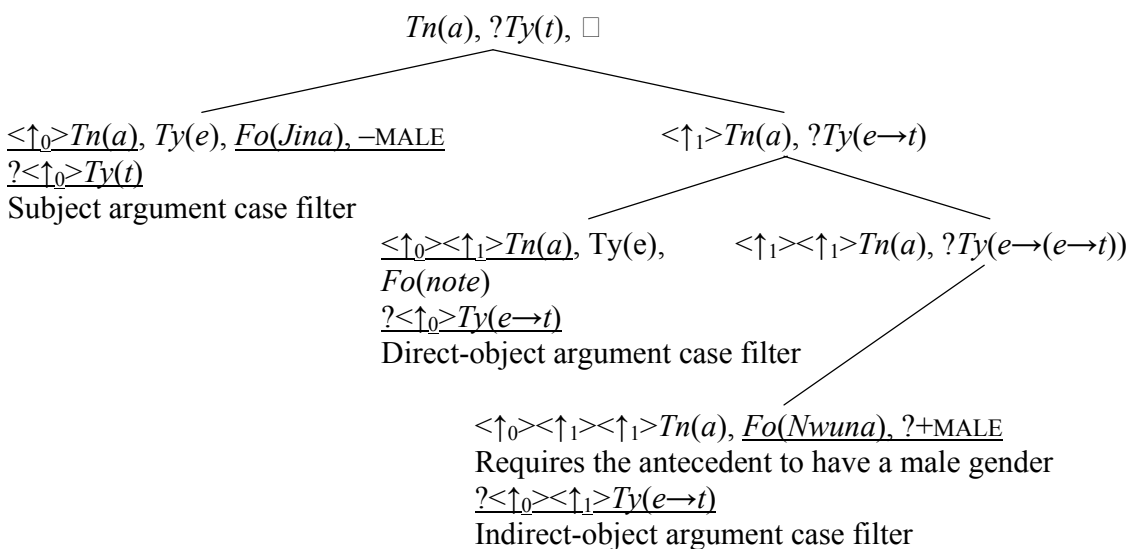 Tn(a), ?Ty(t), □
<↑₀>Tn(a), Ty(e), Fo(Jina), –MALE
?<↑₀>Ty(t)
Subject argument case filter
<↑₁>Tn(a), ?Ty(e→t)
<↑₀><↑₁>Tn(a), Ty(e),
Fo(note)
?<↑₀>Ty(e→t)
Direct-object argument case filter
<↑₁><↑₁>Tn(a), ?Ty(e→(e→t))
<↑₀><↑₁><↑₁>Tn(a), Fo(Nwuna), ?+MALE
Requires the antecedent to have a male gender
?<↑₀><↑₁>Ty(e→t)
Indirect-object argument case filter